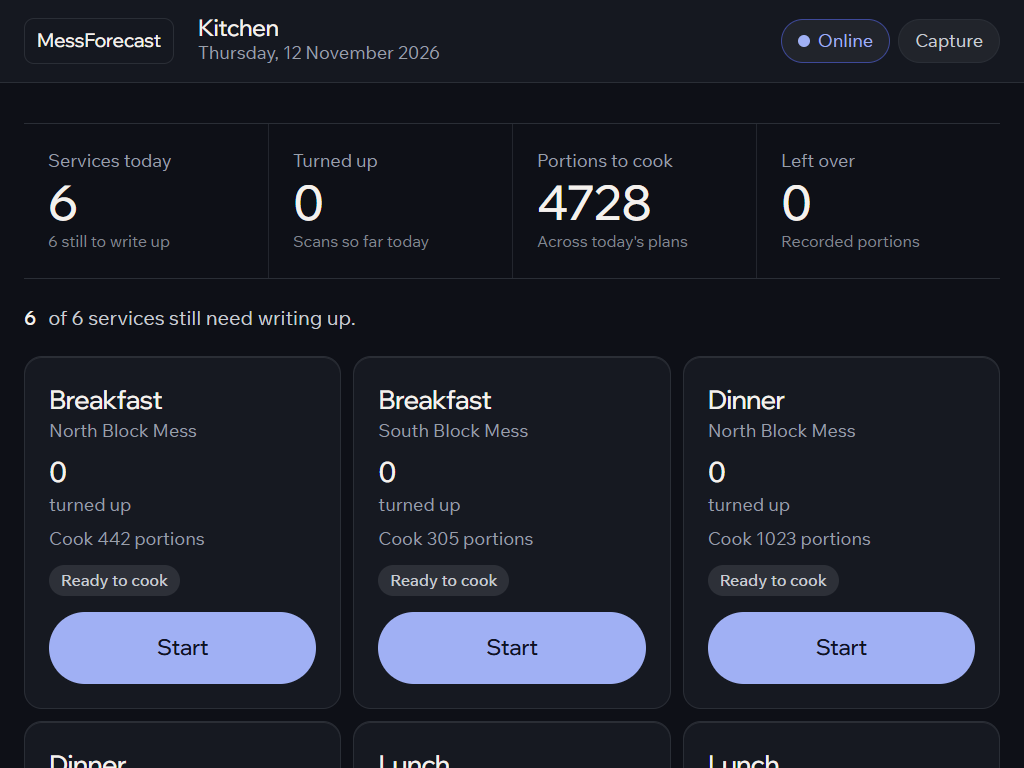 MessForecast
Kitchen
Thursday, 12 November 2026
Online
Capture
Services today
6
6 still to write up
Turned up
0
Scans so far today
Portions to cook
4728
Across today's plans
Left over
0
Recorded portions
6 of 6 services still need writing up.
Breakfast
North Block Mess
0
turned up
Cook 442 portions
Ready to cook
Start
Breakfast
South Block Mess
0
turned up
Cook 305 portions
Ready to cook
Start
Dinner
North Block Mess
0
turned up
Cook 1023 portions
Ready to cook
Start
Dinner
Lunch
Lunch